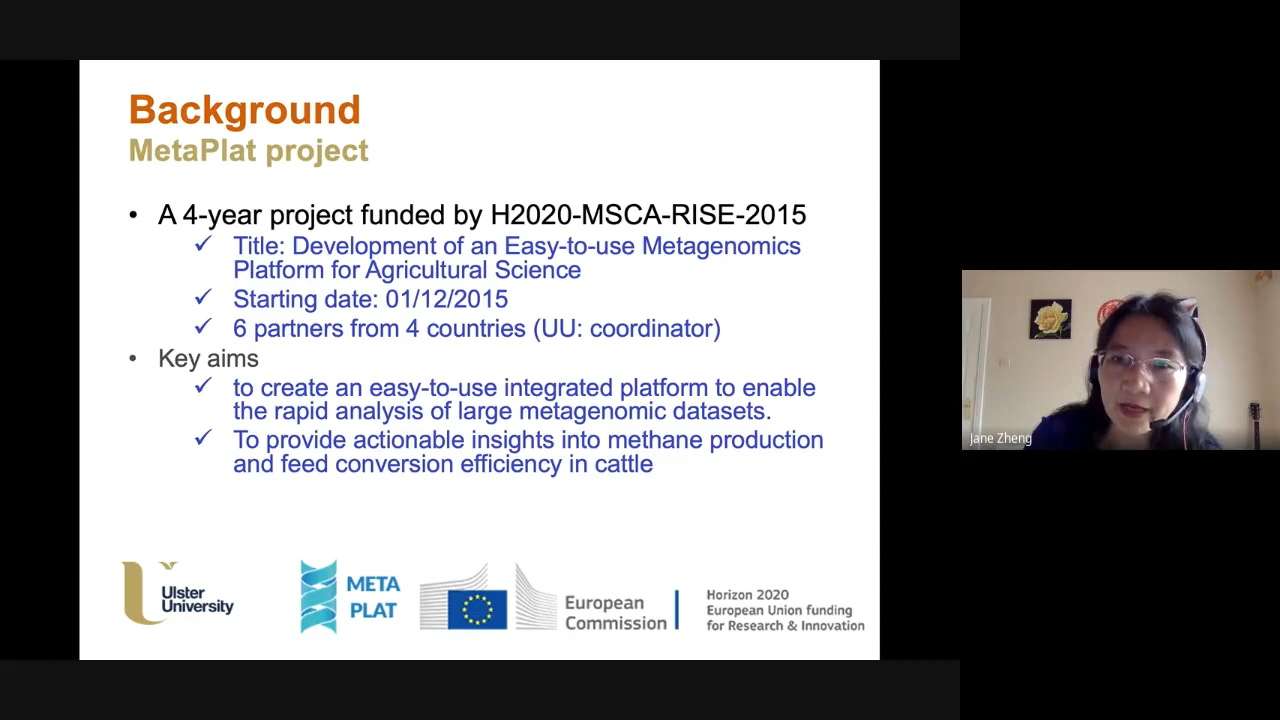 Background
MetaPlat project
• A 4-year project funded by H2020-MSCA-RISE-2015
✓ Title: Development of an Easy-to-use Metagenomics
Platform for Agricultural Science
✓ Starting date: 01/12/2015
✓ 6 partners from 4 countries (UU: coordinator)
• Key aims
✓ to create an easy-to-use integrated platform to enable
the rapid analysis of large metagenomic datasets.
✓ To provide actionable insights into methane production
and feed conversion efficiency in cattle
Ulster
University
META
PLAT
European
Commission
Horizon 2020
European Union funding
for Research & Innovation
Jane Zheng